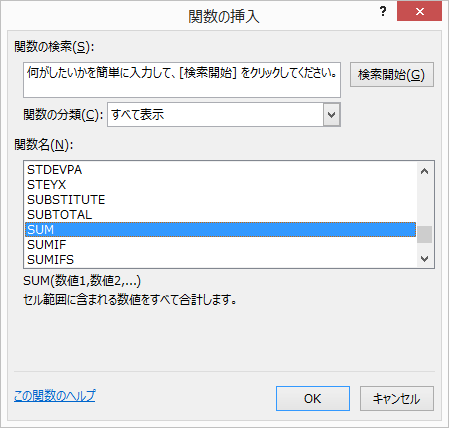 関数の挿入
? ×
関数の検索(S):
何がしたいかを簡単に入力して、[検索開始] をクリックしてください。
検索開始(G)
関数の分類(C): すべて表示
関数名(N):
STDEVPA
STEYX
SUBSTITUTE
SUBTOTAL
SUM
SUMIF
SUMIFS
SUM(数値1,数値2,...)
セル範囲に含まれる数値をすべて合計します。
この関数のヘルプ
OK
キャンセル